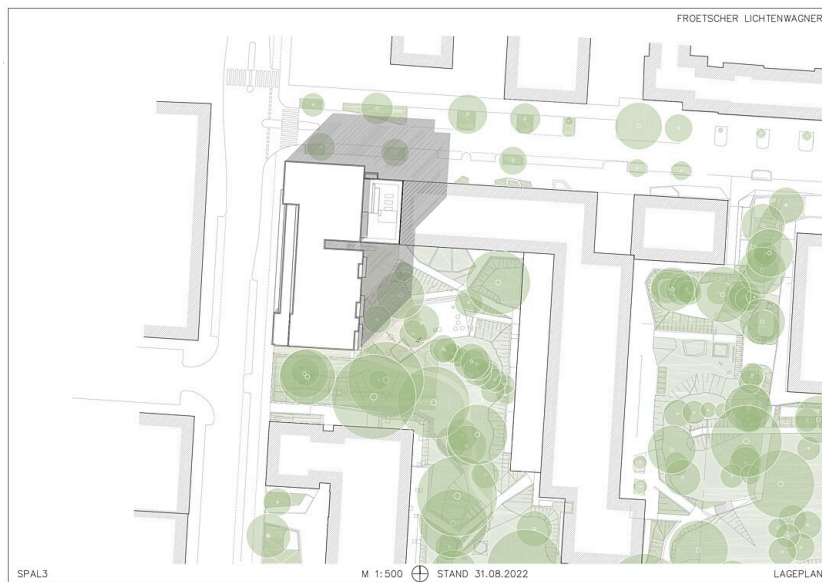 FROETSCHER LICHTENWAGNER
SPAL3
M 1:500 STAND 31.08.2022
LAGEPLAN